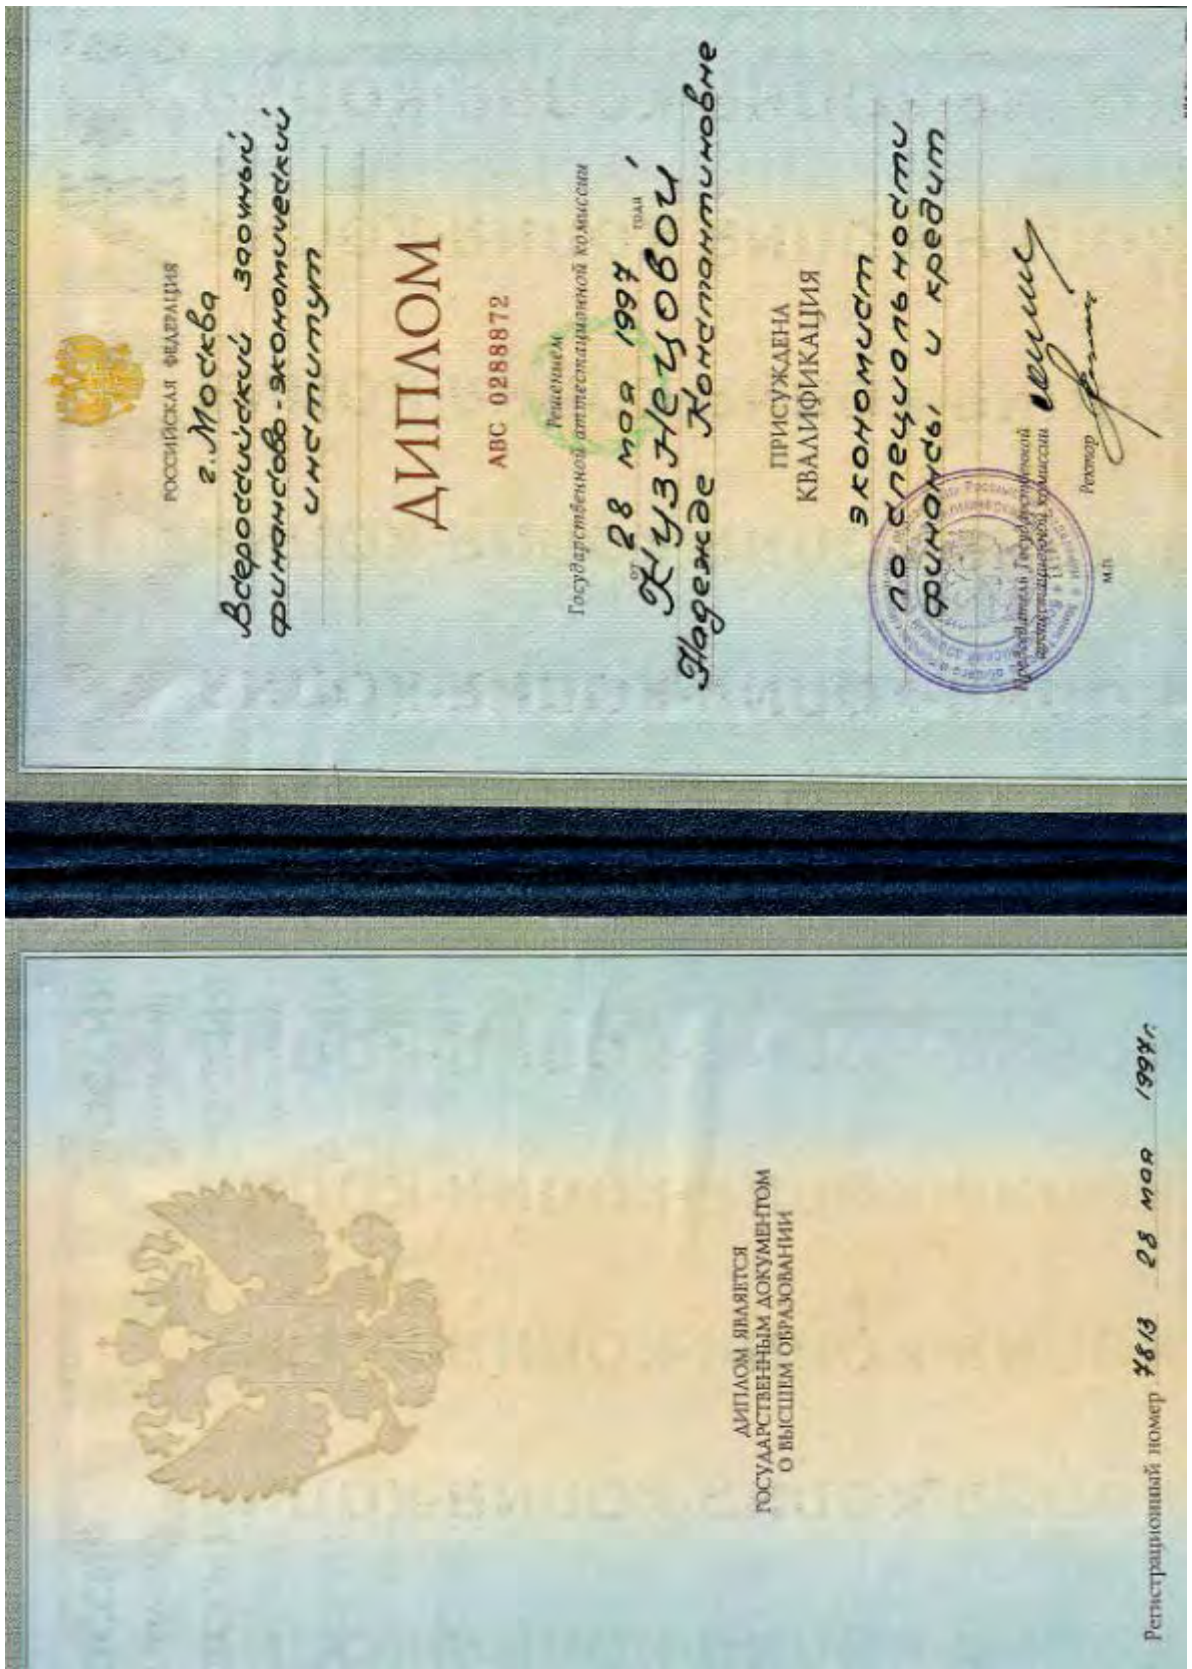 ДИПЛОМ ЯВЛЯЕТСЯ
ГОСУДАРСТВЕННЫМ ДОКУМЕНТОМ
О ВЫСШЕМ ОБРАЗОВАНИИ
Регистрационный номер 7813 28 мая 1997г.
РОССИЙСКАЯ ФЕДЕРАЦИЯ
г. Москва
Всероссийский заочный
финансово-экономический
институт
ДИПЛОМ
АВС 0288872
Решением
Государственной аттестационной комиссии
от 28 мая 1997 года
Кузнецовой
Надежде Константиновне
ПРИСУЖДЕНА
КВАЛИФИКАЦИЯ
экономист
по специальности
финансы и кредит
Председатель Государственной
аттестационной комиссии
Ректор
М.П.